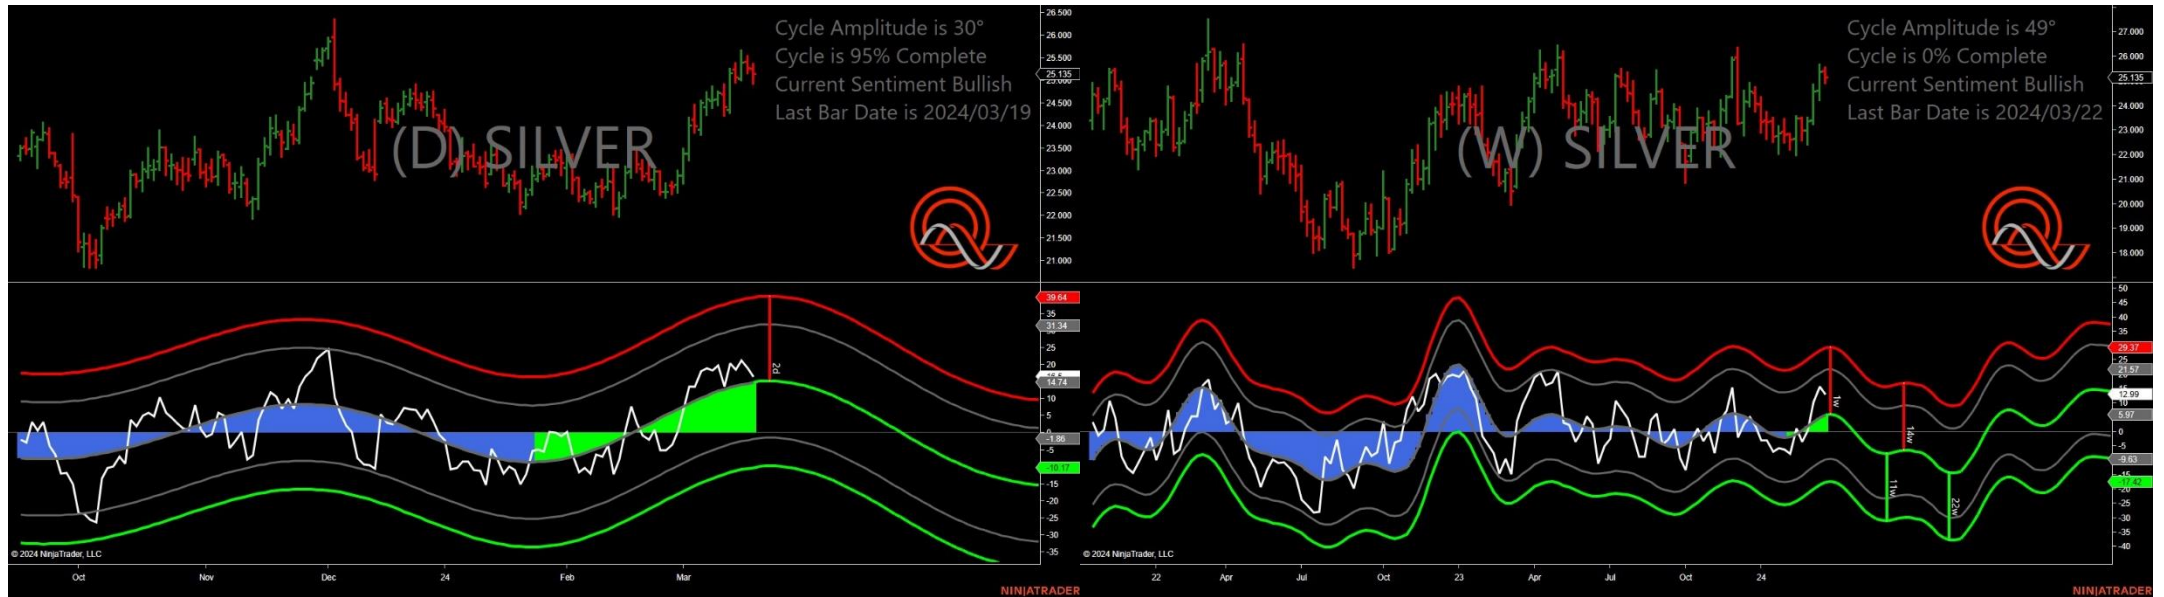 Cycle Amplitude is 30°
Cycle is 95% Complete
Current Sentiment Bullish
Last Bar Date is 2024/03/19
(D) SILVER
26.500
26.000
25.500
25.135
24.500
24.000
23.500
23.000
22.500
22.000
21.500
21.000
39.64
35
31.34
25
20
14.74
10
5
0
-1.86
-5
-10.17
-15
-20
-25
-30
-35
2d
© 2024 NinjaTrader, LLC
Oct Nov Dec 24 Feb Mar
NINJATRADER
Cycle Amplitude is 49°
Cycle is 0% Complete
Current Sentiment Bullish
Last Bar Date is 2024/03/22
(W) SILVER
27.000
26.000
25.135
24.000
23.000
22.000
21.000
20.000
19.000
18.000
50
45
40
35
29.37
25
21.57
12.99
5.97
0
-5
-9.63
-15
-17.42
-25
-30
-35
-40
1w
14w
11w
22w
© 2024 NinjaTrader, LLC
22 Apr Jul Oct 23 Apr Jul Oct 24
NINJATRADER